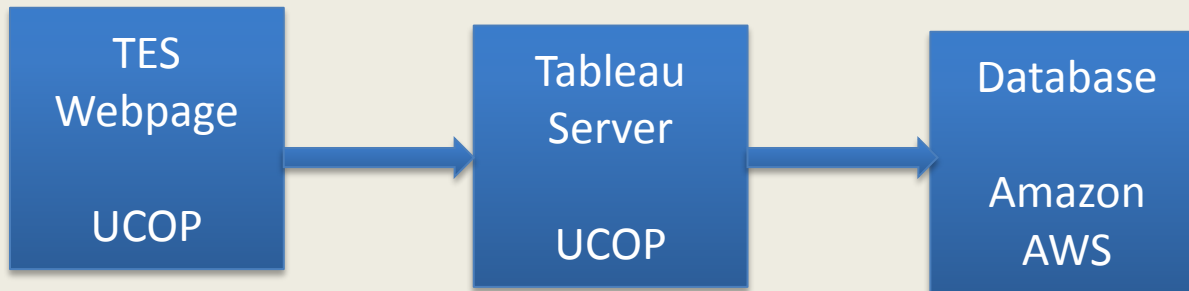 TES
Webpage
UCOP
Tableau
Server
UCOP
Database
Amazon
AWS